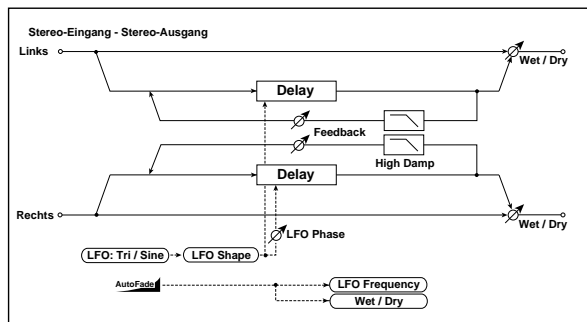 Stereo-Eingang - Stereo-Ausgang
Links
Wet / Dry
Delay
Feedback
High Damp
Delay
Rechts
Wet / Dry
LFO Phase
LFO: Tri / Sine
LFO Shape
AutoFade
LFO Frequency
Wet / Dry